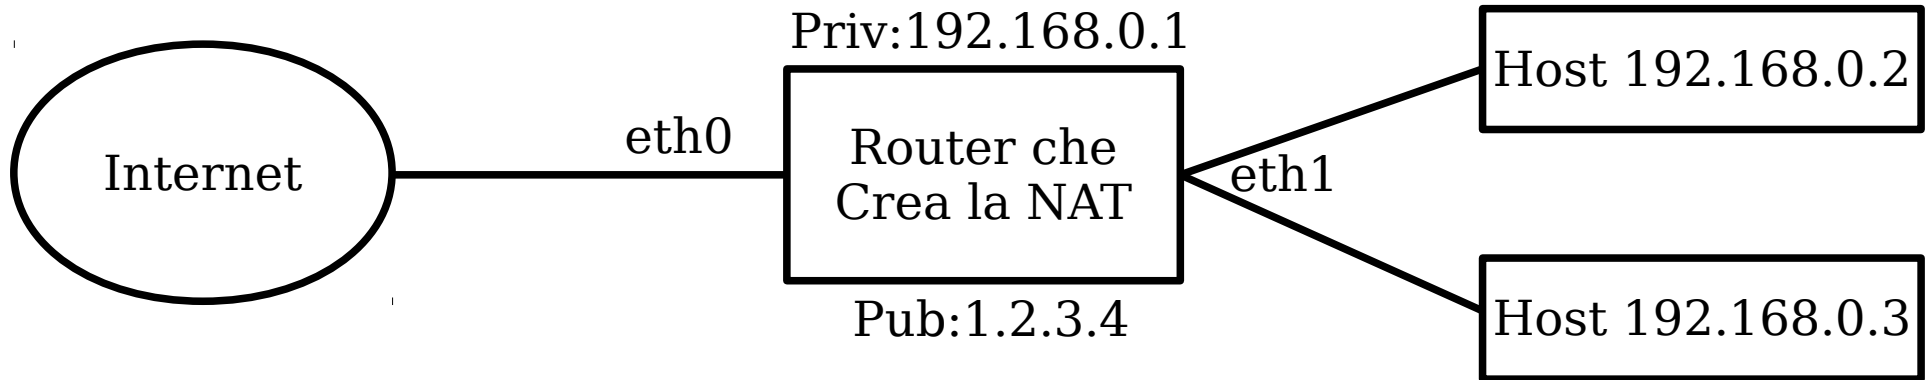 Priv:192.168.0.1
Internet
eth0
Router che
Crea la NAT
Pub:1.2.3.4
eth1
Host 192.168.0.2
Host 192.168.0.3